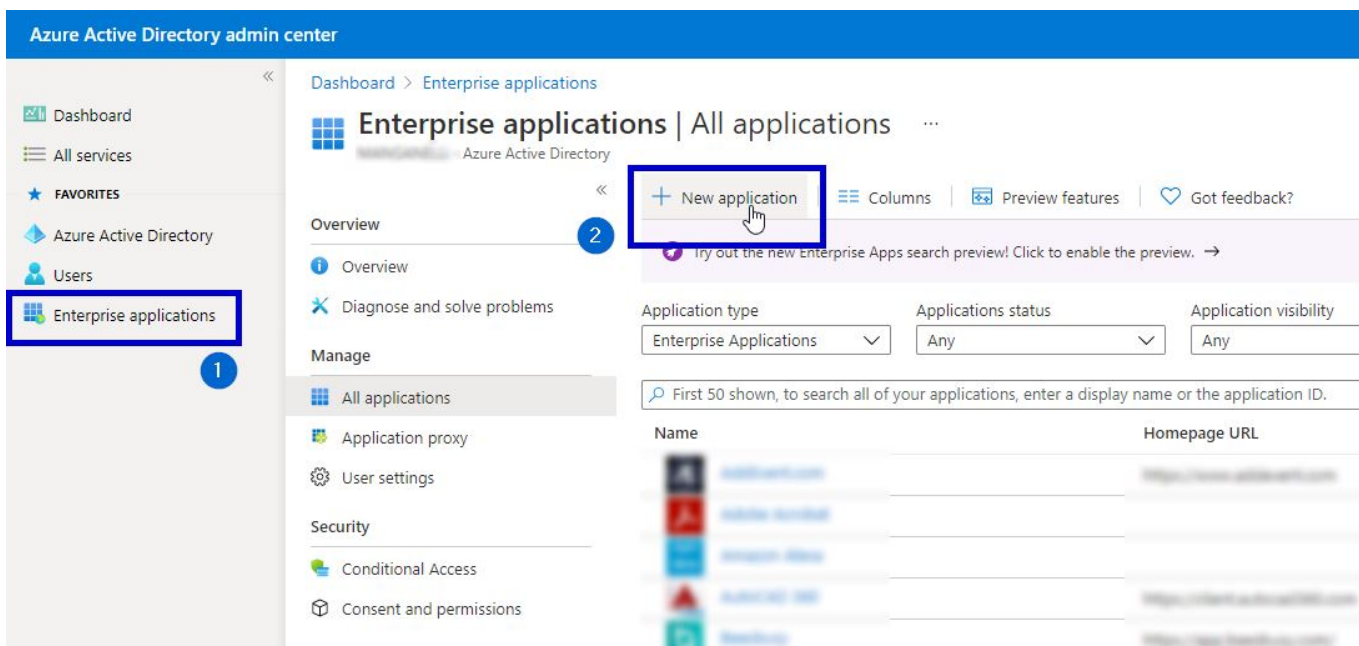 Azure Active Directory admin center
«
Dashboard
All services
FAVORITES
Azure Active Directory
Users
Enterprise applications
1
Dashboard > Enterprise applications
Enterprise applications | All applications ...
- Azure Active Directory
«
Overview
Overview
Diagnose and solve problems
Manage
All applications
Application proxy
User settings
Security
Conditional Access
Consent and permissions
2
+ New application
Columns
Preview features
Got feedback?
Try out the new Enterprise Apps search preview! Click to enable the preview. →
Application type
Applications status
Application visibility
Enterprise Applications
Any
Any
First 50 shown, to search all of your applications, enter a display name or the application ID.
Name
Homepage URL